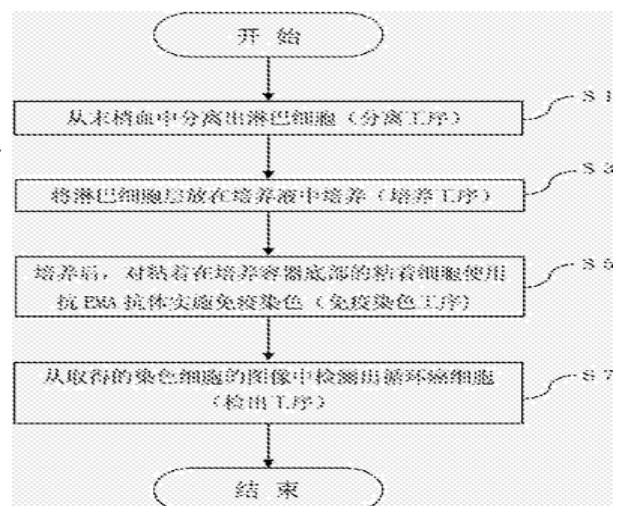 开 始
从末梢血中分离出淋巴细胞（分离工序）
S 1
将淋巴细胞层放在培养液中培养（培养工序）
S 3
培养后，对粘着在培养容器底部的粘着细胞使用
抗 EMA 抗体实施免疫染色（免疫染色工序）
S 5
从取得的染色细胞的图像中检测出循环癌细胞
（检出工序）
S 7
结 束